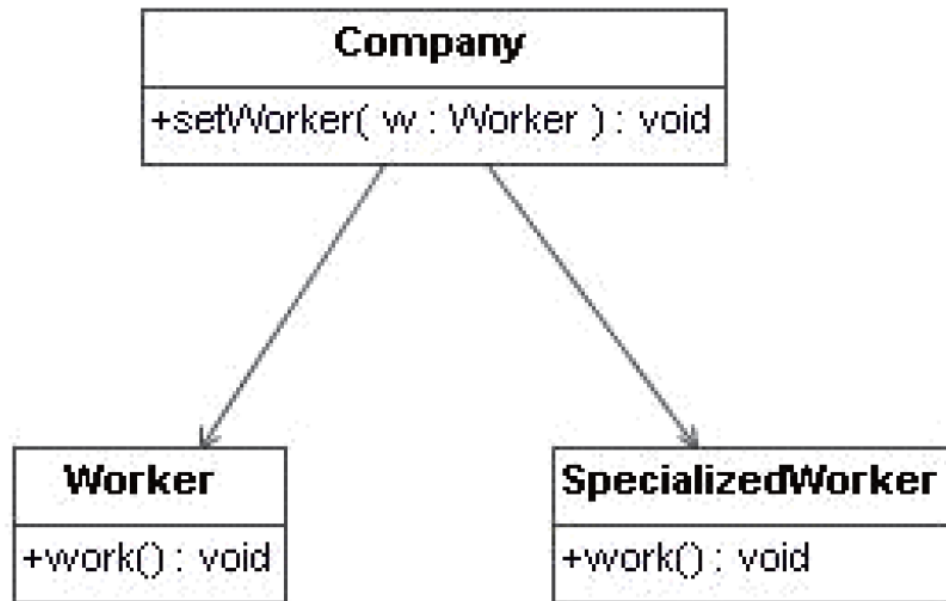 Company
+setWorker( w : Worker ) : void
Worker
+work() : void
SpecializedWorker
+work() : void